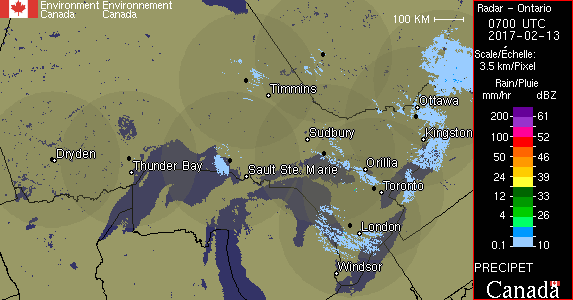 Environment Environnement
Canada Canada
100 KM
Timmins
Ottawa
Sudbury
Kingston
Dryden
Thunder Bay
Sault Ste. Marie
Orillia
Toronto
London
Windsor
Radar - Ontario
0700 UTC
2017-02-13
Scale/Échelle:
3.5 km/Pixel
Rain/Pluie
mm/hr dBZ
200 61
100 52
50 46
24 39
12 33
4 26
0.1 10
PRECIPET
Canada